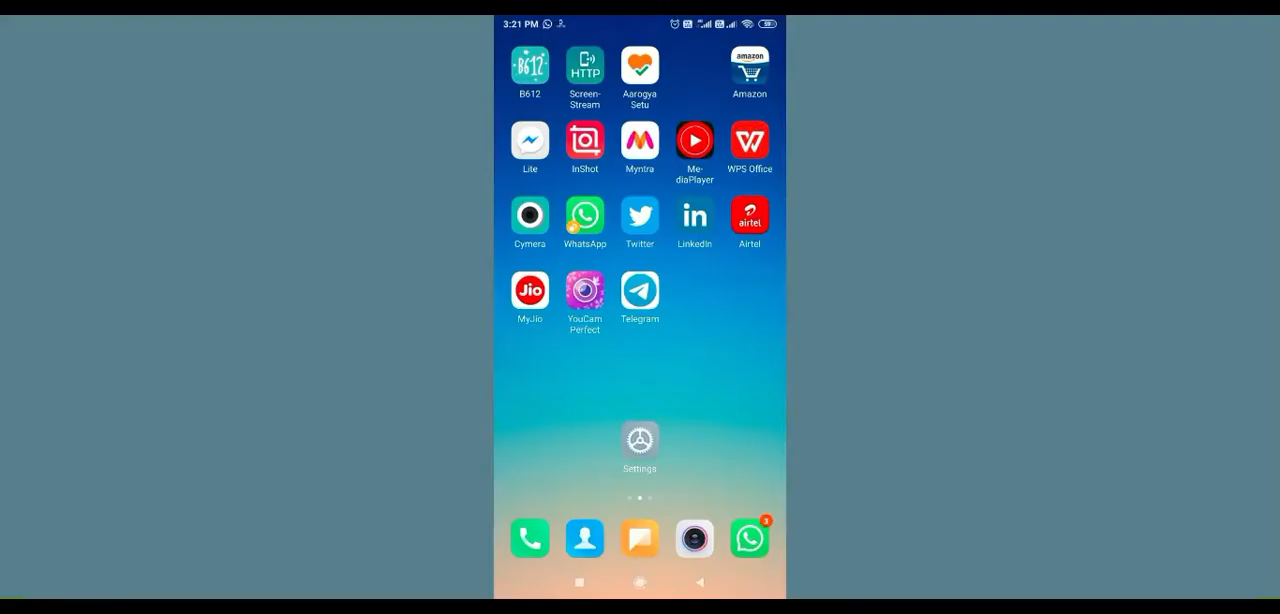 3:21 PM
59
B612
HTTP
amazon
B612
Screen-
Stream
Aarogya
Setu
Amazon
Lite
InShot
Myntra
Me-
diaPlayer
WPS Office
in
airtel
Cymera
WhatsApp
Twitter
LinkedIn
Airtel
Jio
MyJio
YouCam
Perfect
Telegram
Settings
3